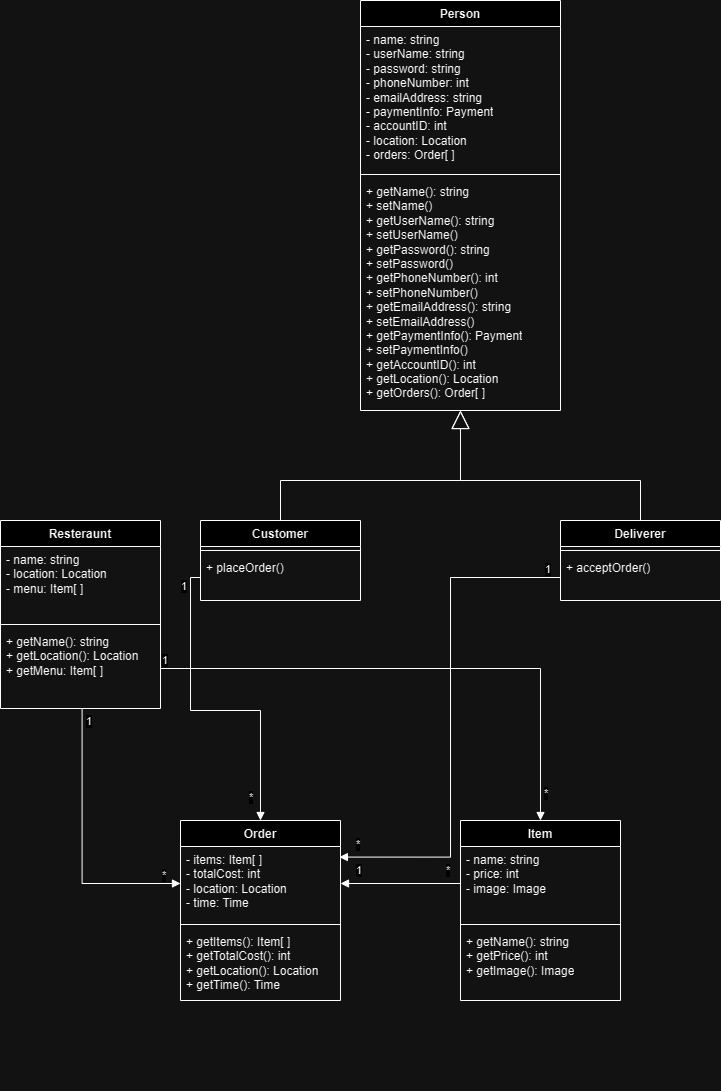 Person
- name: string
- userName: string
- password: string
- phoneNumber: int
- emailAddress: string
- paymentInfo: Payment
- accountID: int
- location: Location
- orders: Order[ ]
+ getName(): string
+ setName()
+ getUserName(): string
+ setUserName()
+ getPassword(): string
+ setPassword()
+ getPhoneNumber(): int
+ setPhoneNumber()
+ getEmailAddress(): string
+ setEmailAddress()
+ getPaymentInfo(): Payment
+ setPaymentInfo()
+ getAccountID(): int
+ getLocation(): Location
+ getOrders(): Order[ ]
Resteraunt
- name: string
- location: Location
- menu: Item[ ]
+ getName(): string
+ getLocation(): Location
+ getMenu: Item[ ]
Customer
+ placeOrder()
Deliverer
+ acceptOrder()
1
1
1
1
*
*
*
*
1
*
Order
- items: Item[ ]
- totalCost: int
- location: Location
- time: Time
+ getItems(): Item[ ]
+ getTotalCost(): int
+ getLocation(): Location
+ getTime(): Time
Item
- name: string
- price: int
- image: Image
+ getName(): string
+ getPrice(): int
+ getImage(): Image